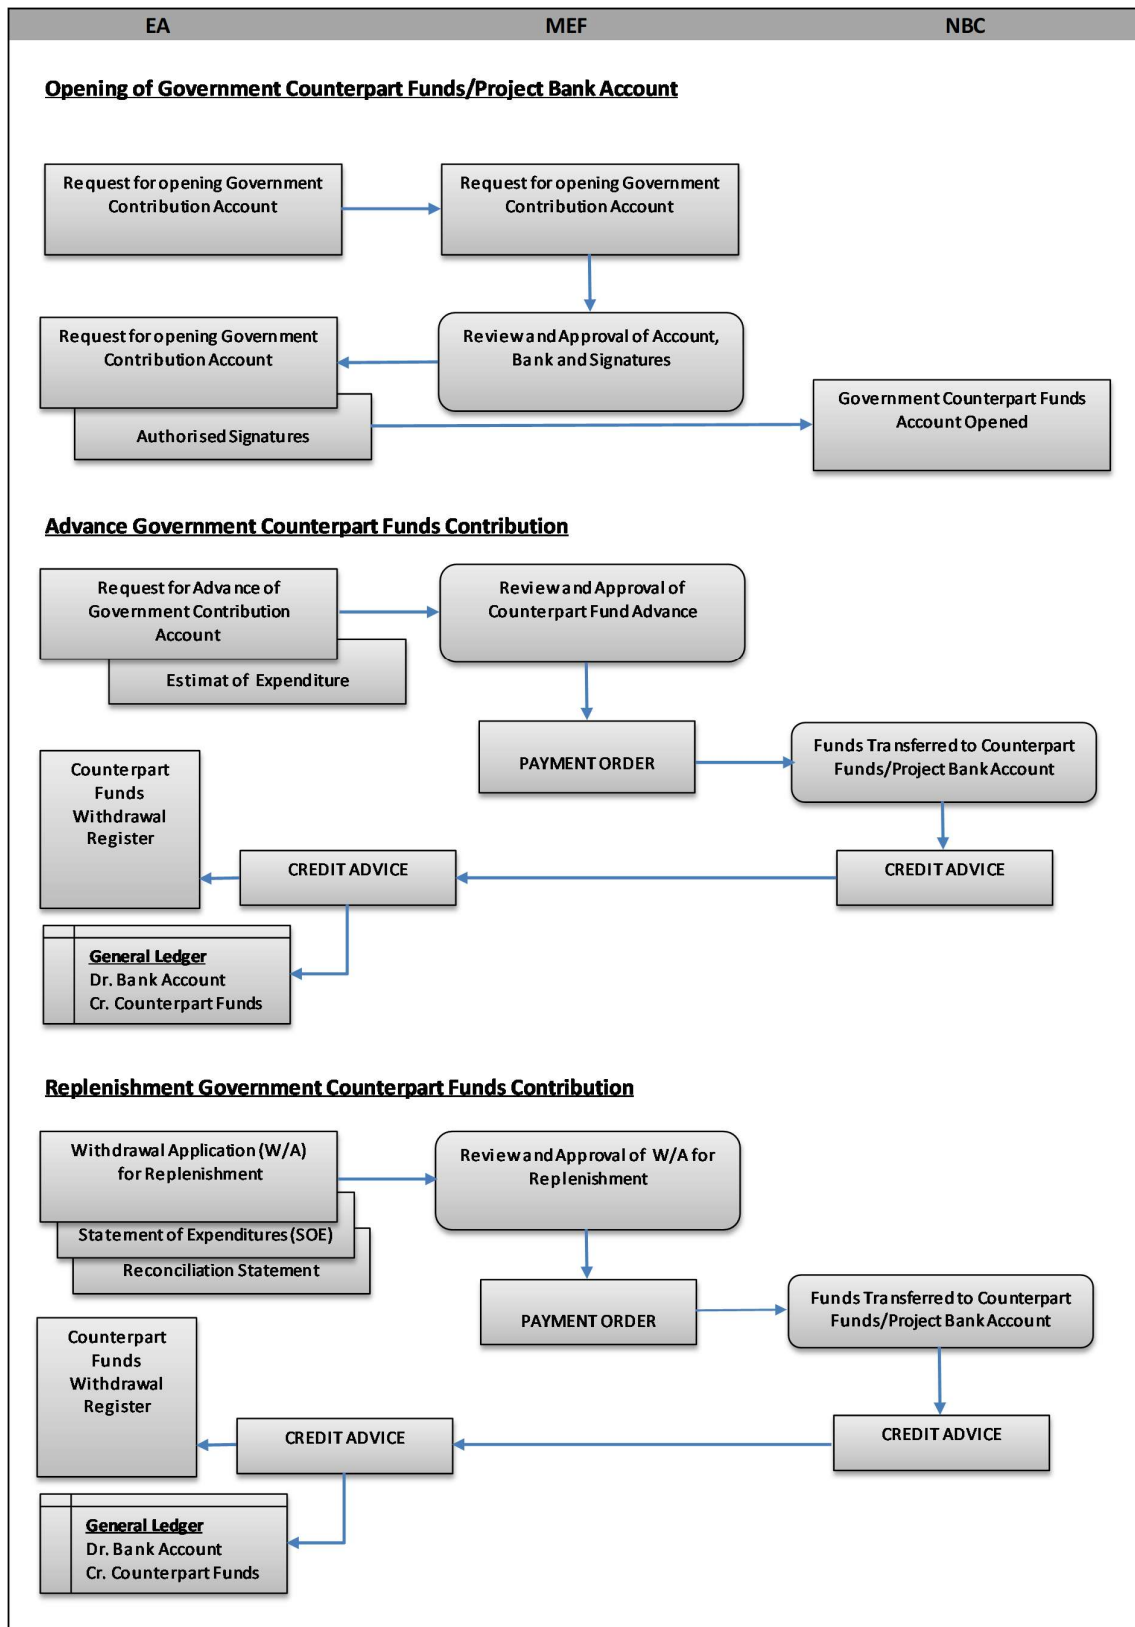 EA MEF NBC
Opening of Government Counterpart Funds/Project Bank Account
Request for opening Government
Contribution Account
Request for opening Government
Contribution Account
Request for opening Government
Contribution Account
Authorised Signatures
Review and Approval of Account,
Bank and Signatures
Government Counterpart Funds
Account Opened
Advance Government Counterpart Funds Contribution
Request for Advance of
Government Contribution
Account
Estimat of Expenditure
Review and Approval of
Counterpart Fund Advance
PAYMENT ORDER
Funds Transferred to Counterpart
Funds/Project Bank Account
Counterpart
Funds
Withdrawal
Register
CREDIT ADVICE
CREDIT ADVICE
General Ledger
Dr. Bank Account
Cr. Counterpart Funds
Replenishment Government Counterpart Funds Contribution
Withdrawal Application (W/A)
for Replenishment
Statement of Expenditures (SOE)
Reconciliation Statement
Review and Approval of W/A for
Replenishment
PAYMENT ORDER
Funds Transferred to Counterpart
Funds/Project Bank Account
Counterpart
Funds
Withdrawal
Register
CREDIT ADVICE
CREDIT ADVICE
General Ledger
Dr. Bank Account
Cr. Counterpart Funds